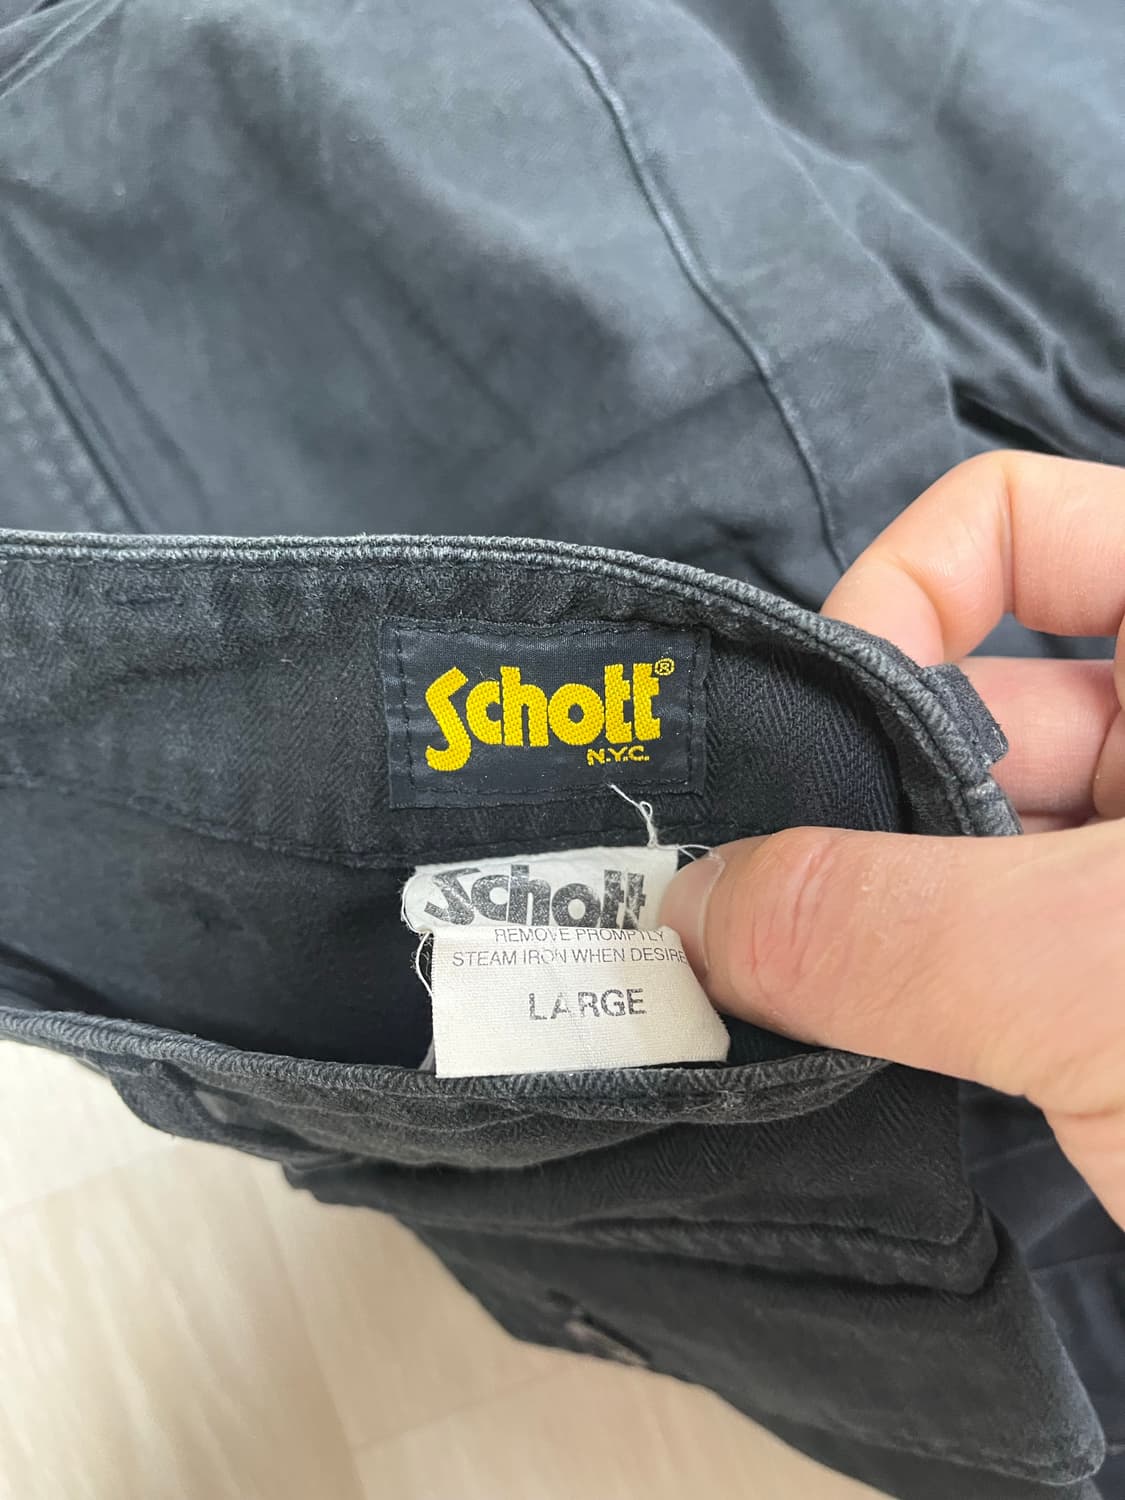 Schott®
N.Y.C.
Schott
REMOVE PROMPTLY
STEAM IRON WHEN DESIRE
LARGE